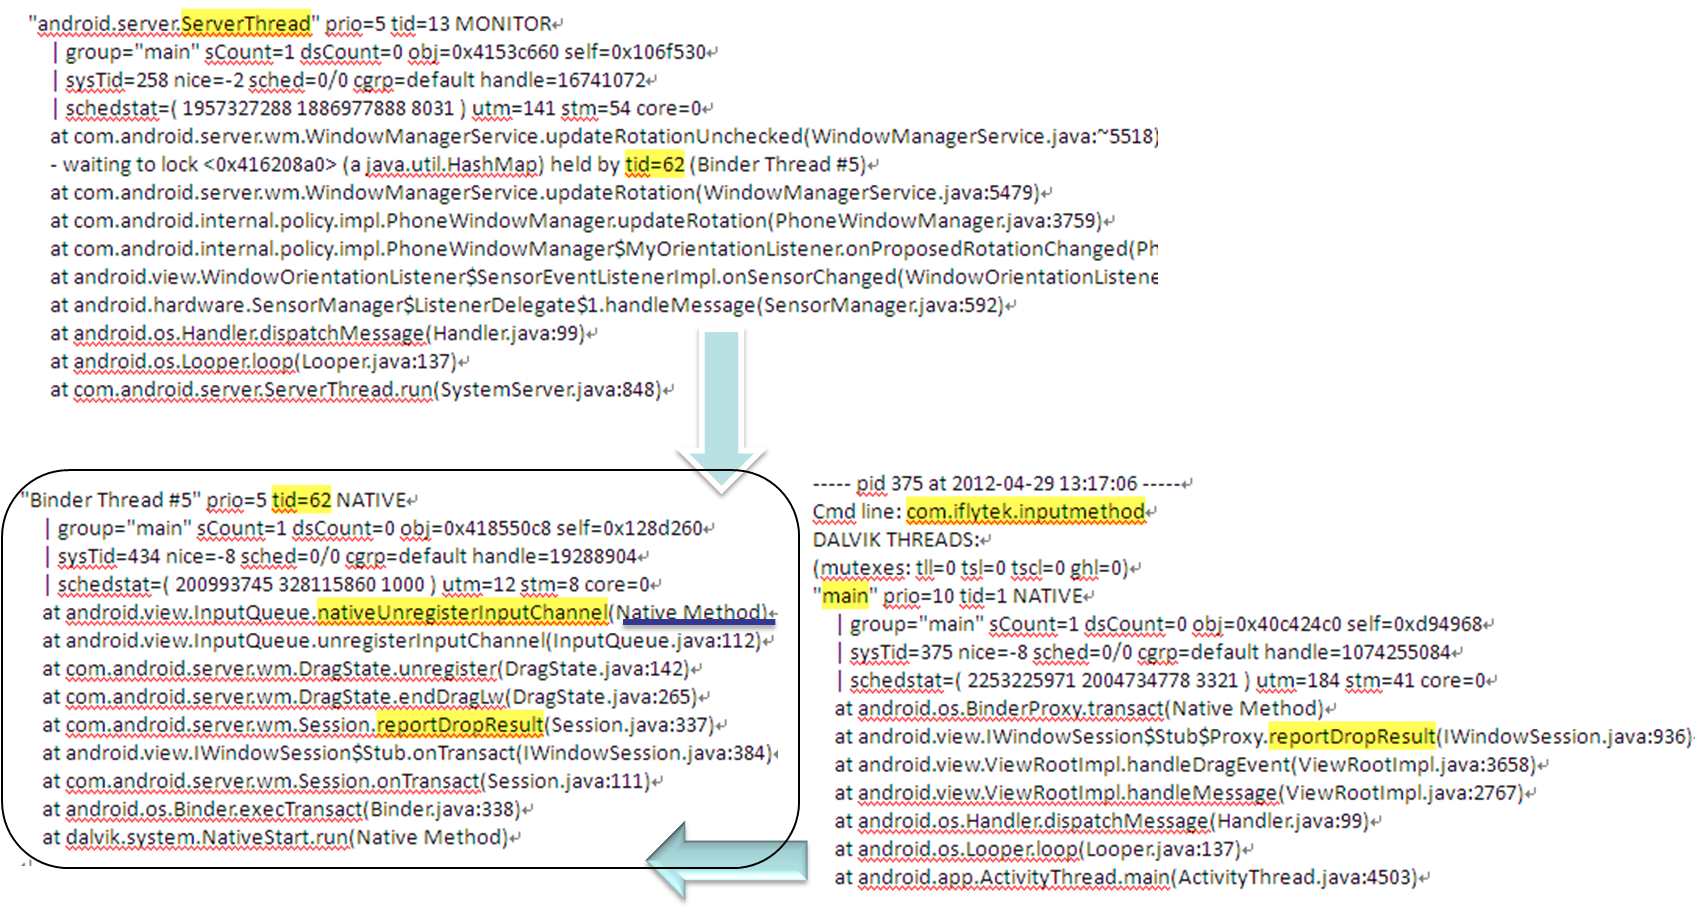 "android.server.ServerThread" prio=5 tid=13 MONITOR↵
| group="main" sCount=1 dsCount=0 obj=0x4153c660 self=0x106f530↵
| sysTid=258 nice=-2 sched=0/0 cgrp=default handle=16741072↵
| schedstat=( 1957327288 1886977888 8031 ) utm=141 stm=54 core=0↵
at com.android.server.wm.WindowManagerService.updateRotationUnchecked(WindowManagerService.java:~5518)
- waiting to lock <0x416208a0> (a java.util.HashMap) held by tid=62 (Binder Thread #5)↵
at com.android.server.wm.WindowManagerService.updateRotation(WindowManagerService.java:5479)↵
at com.android.internal.policy.impl.PhoneWindowManager.updateRotation(PhoneWindowManager.java:3759)↵
at com.android.internal.policy.impl.PhoneWindowManager$MyOrientationListener.onProposedRotationChanged(Ph
at android.view.WindowOrientationListener$SensorEventListenerImpl.onSensorChanged(WindowOrientationListene
at android.hardware.SensorManager$ListenerDelegate$1.handleMessage(SensorManager.java:592)↵
at android.os.Handler.dispatchMessage(Handler.java:99)↵
at android.os.Looper.loop(Looper.java:137)↵
at com.android.server.ServerThread.run(SystemServer.java:848)↵
"Binder Thread #5" prio=5 tid=62 NATIVE↵
| group="main" sCount=1 dsCount=0 obj=0x418550c8 self=0x128d260↵
| sysTid=434 nice=-8 sched=0/0 cgrp=default handle=19288904↵
| schedstat=( 200993745 328115860 1000 ) utm=12 stm=8 core=0↵
at android.view.InputQueue.nativeUnregisterInputChannel(Native Method)↵
at android.view.InputQueue.unregisterInputChannel(InputQueue.java:112)↵
at com.android.server.wm.DragState.unregister(DragState.java:142)↵
at com.android.server.wm.DragState.endDragLw(DragState.java:265)↵
at com.android.server.wm.Session.reportDropResult(Session.java:337)↵
at android.view.IWindowSession$Stub.onTransact(IWindowSession.java:384)↵
at com.android.server.wm.Session.onTransact(Session.java:111)↵
at android.os.Binder.execTransact(Binder.java:338)↵
at dalvik.system.NativeStart.run(Native Method)↵
↵
----- pid 375 at 2012-04-29 13:17:06 -----↵
Cmd line: com.iflytek.inputmethod↵
DALVIK THREADS:↵
(mutexes: tll=0 tsl=0 tscl=0 ghl=0)↵
"main" prio=10 tid=1 NATIVE↵
| group="main" sCount=1 dsCount=0 obj=0x40c424c0 self=0xd94968↵
| sysTid=375 nice=-8 sched=0/0 cgrp=default handle=1074255084↵
| schedstat=( 2253225971 2004734778 3321 ) utm=184 stm=41 core=0↵
at android.os.BinderProxy.transact(Native Method)↵
at android.view.IWindowSession$Stub$Proxy.reportDropResult(IWindowSession.java:936)↵
at android.view.ViewRootImpl.handleDragEvent(ViewRootImpl.java:3658)↵
at android.view.ViewRootImpl.handleMessage(ViewRootImpl.java:2767)↵
at android.os.Handler.dispatchMessage(Handler.java:99)↵
at android.os.Looper.loop(Looper.java:137)↵
at android.app.ActivityThread.main(ActivityThread.java:4503)↵